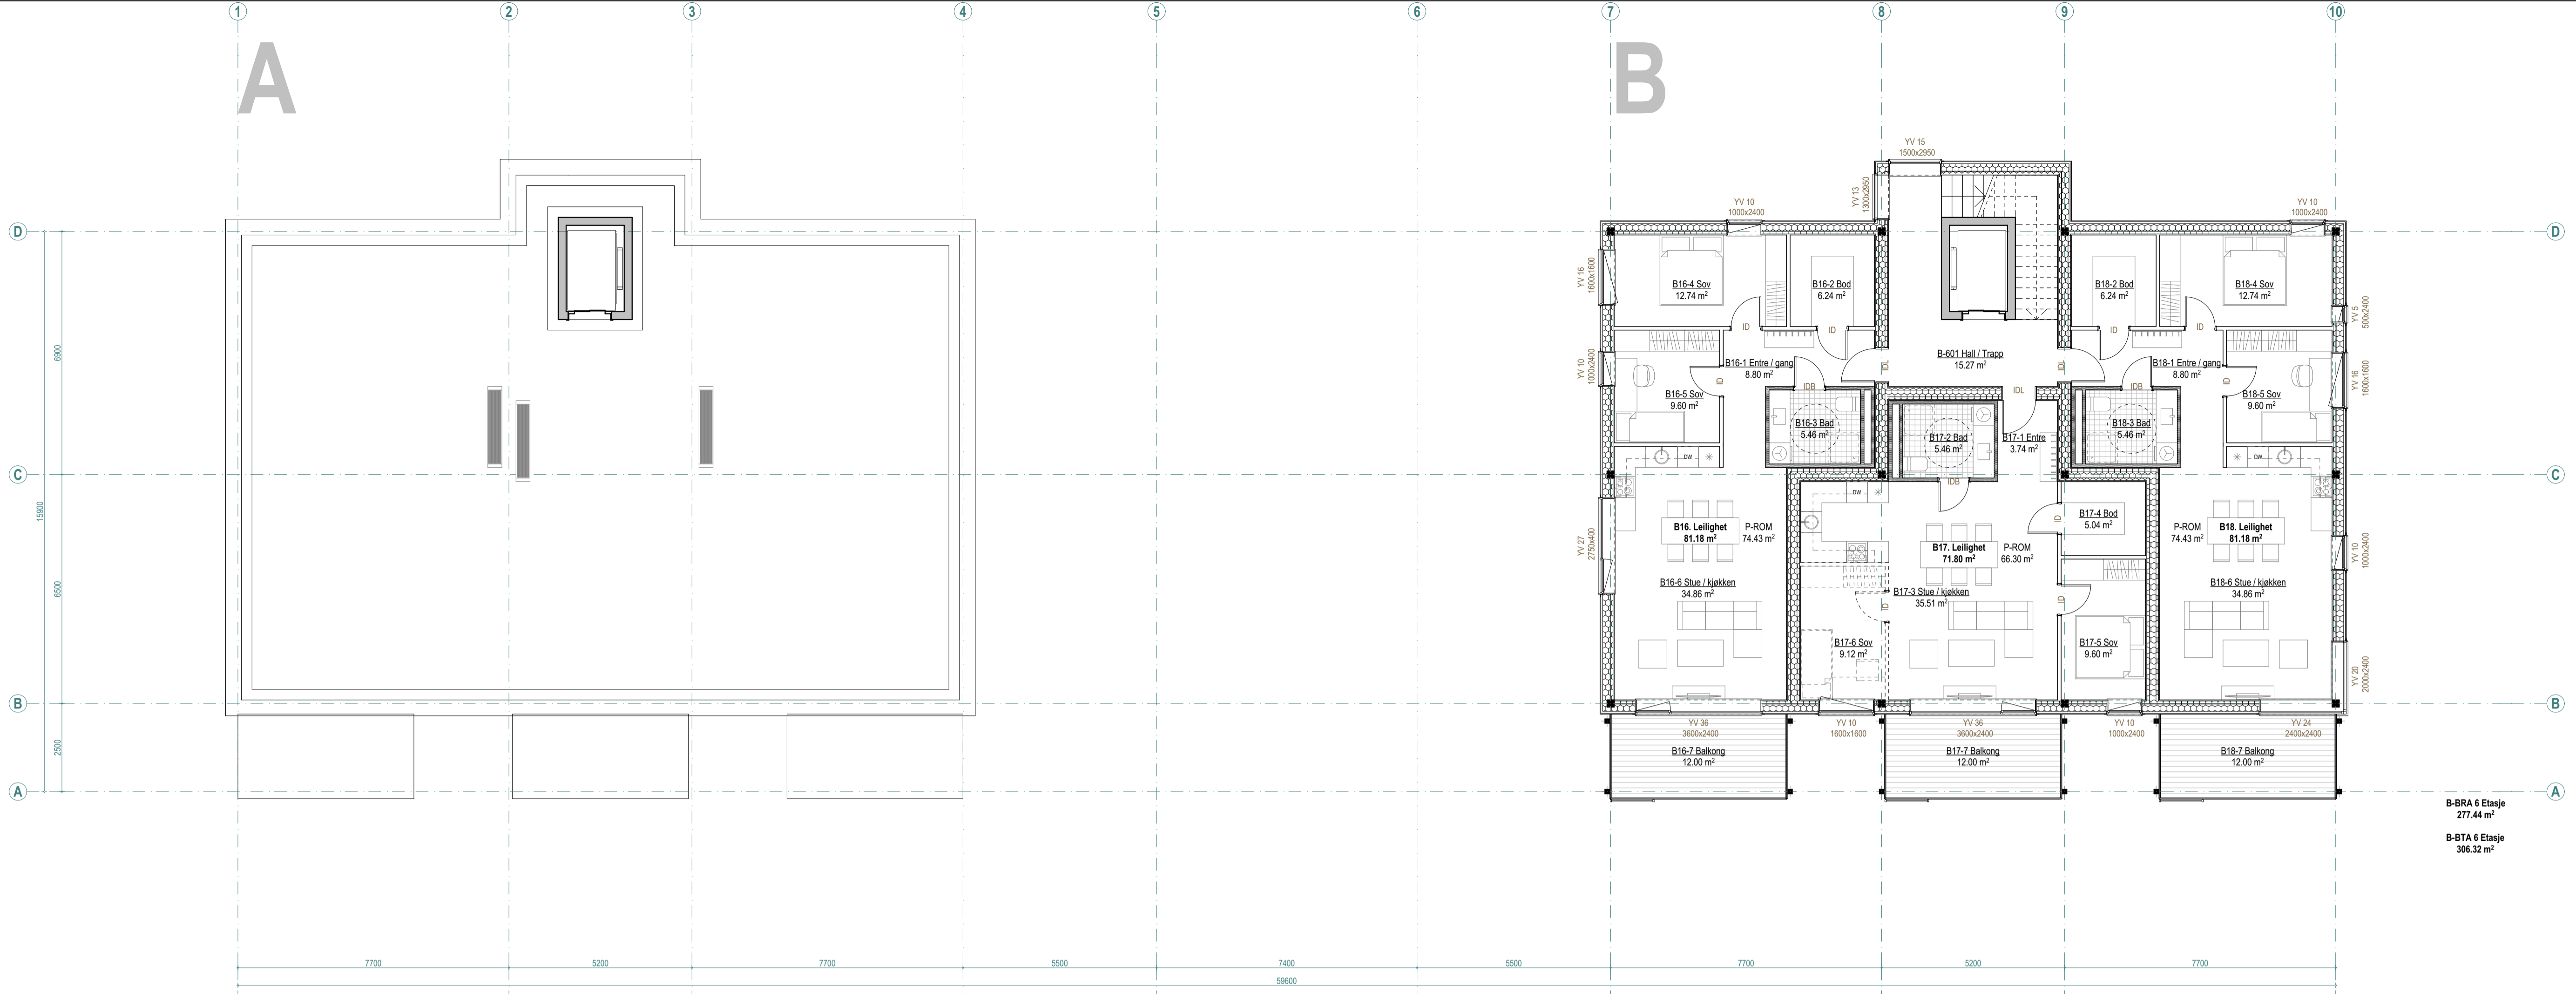 1 2 3 4 5 6 7 8 9 10
A
B
YV 15
1500x2950
YV 13
1300x2950
YV 10
1000x2400
YV 10
1000x2400
D
D
YV 16
1600x1600
B16-4 Sov
12.74 m²
B16-2 Bod
6.24 m²
B18-2 Bod
6.24 m²
B18-4 Sov
12.74 m²
YV 5
500x2400
ID
ID
ID
ID
6900
YV 10
1000x2400
B16-1 Entre / gang
8.80 m²
IDL
B-601 Hall / Trapp
15.27 m²
IDL
B18-1 Entre / gang
8.80 m²
YV 16
1600x1600
ID
IDB
IDL
IDB
ID
B16-5 Sov
9.60 m²
B18-5 Sov
9.60 m²
B16-3 Bad
5.46 m²
B17-2 Bad
5.46 m²
B17-1 Entre
3.74 m²
B18-3 Bad
5.46 m²
DW
DW
C
C
IDB
DW
15900
B16. Leilighet
81.18 m²
P-ROM
74.43 m²
B17-4 Bod
5.04 m²
ID
P-ROM
74.43 m²
B18. Leilighet
81.18 m²
YV 27
2750x400
B17. Leilighet
71.80 m²
P-ROM
66.30 m²
YV 10
1000x2400
6500
B16-6 Stue / kjøkken
34.86 m²
B17-3 Stue / kjøkken
35.51 m²
B18-6 Stue / kjøkken
34.86 m²
ID
ID
B17-6 Sov
9.12 m²
B17-5 Sov
9.60 m²
YV 20
2000x2400
B
B
YV 36
3600x2400
YV 10
1600x1600
YV 36
3600x2400
YV 10
1000x2400
YV 24
2400x2400
2500
B16-7 Balkong
12.00 m²
B17-7 Balkong
12.00 m²
B18-7 Balkong
12.00 m²
A
A
B-BRA 6 Etasje
277.44 m²
B-BTA 6 Etasje
306.32 m²
7700 5200 7700 5500 7400 5500 7700 5200 7700
59600